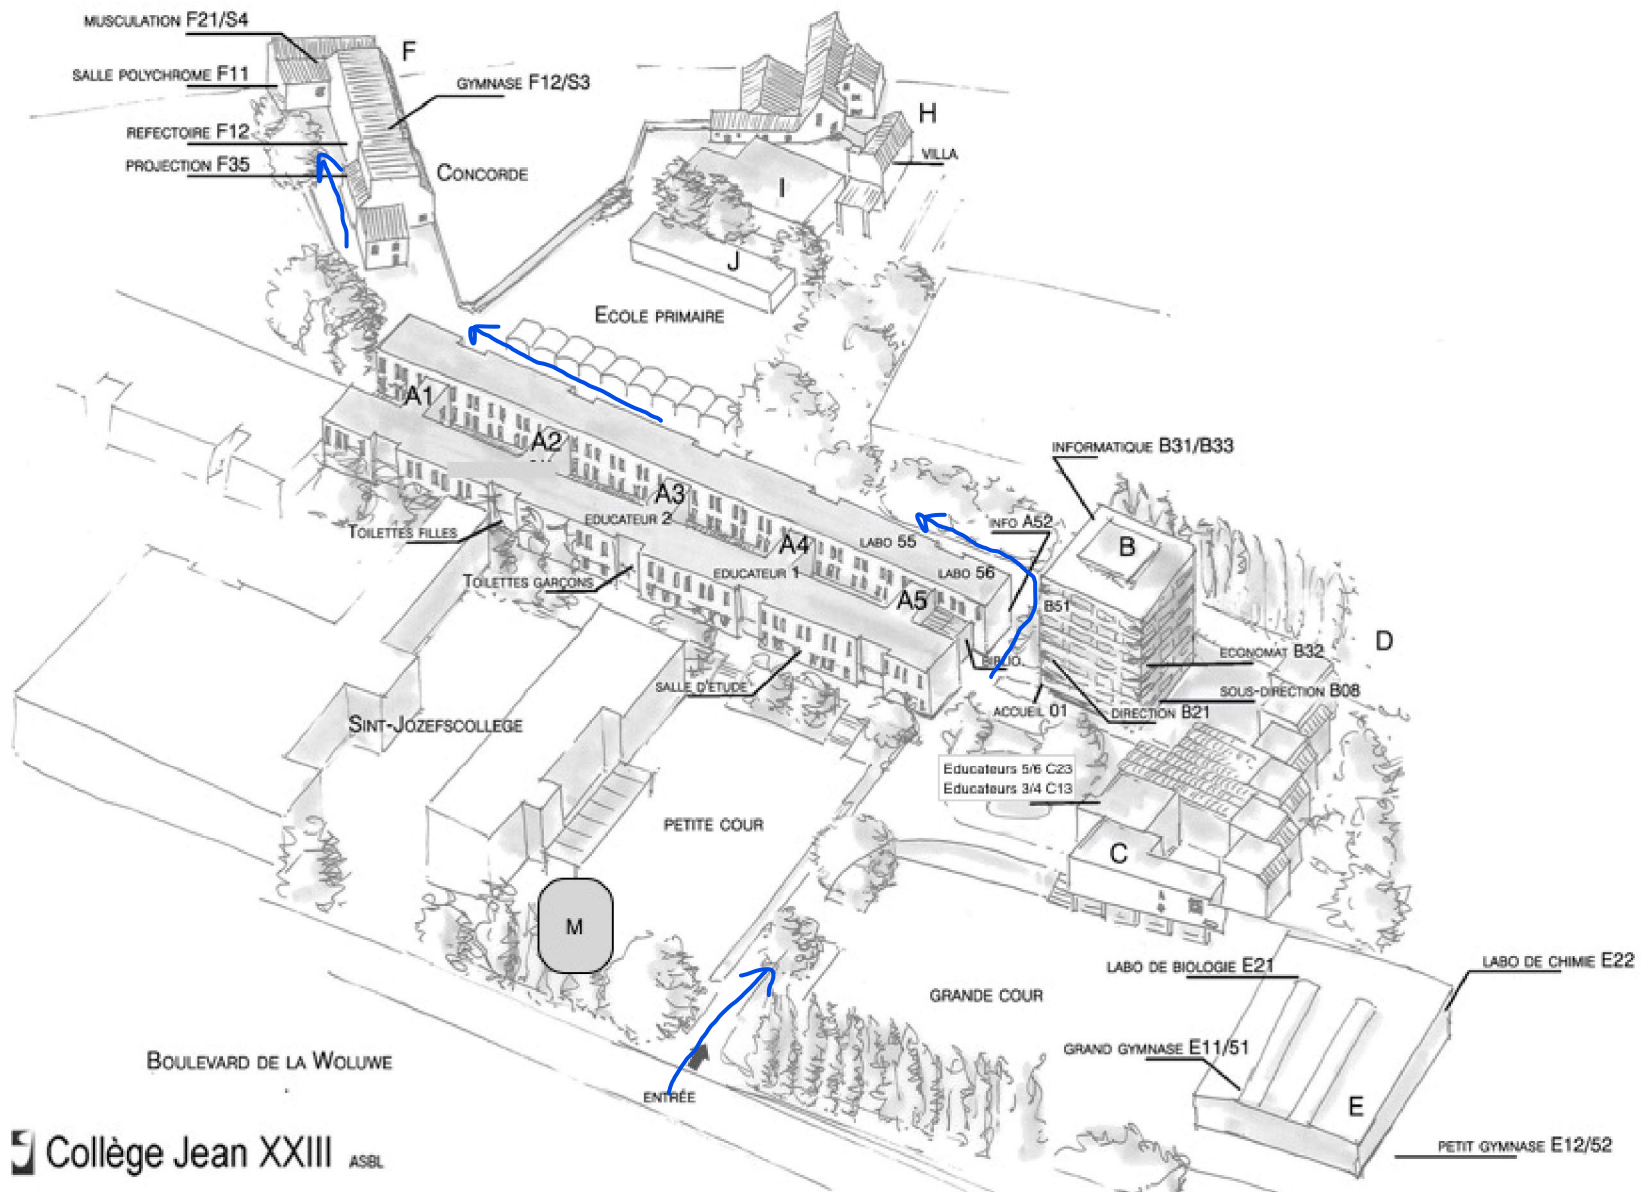 MUSCULATION F21/S4
F
SALLE POLYCHROME F11
GYMNASE F12/S3
REFECTOIRE F12
PROJECTION F35
CONCORDE
H
VILLA
I
J
ECOLE PRIMAIRE
A1
A2
A3
A4
A5
EDUCATEUR 2
EDUCATEUR 1
LABO 55
LABO 56
INFO A52
INFORMATIQUE B31/B33
B
B51
D
ECONOMAT B32
SOUS-DIRECTION B08
DIRECTION B21
BIBLIO.
ACCUEIL 01
TOILETTES FILLES
TOILETTES GARÇONS
SALLE D'ETUDE
SINT-JOZEFSCOLLEGE
Educateurs 5/6 C23
Educateurs 3/4 C13
PETITE COUR
C
M
GRANDE COUR
LABO DE BIOLOGIE E21
LABO DE CHIMIE E22
GRAND GYMNASE E11/51
E
PETIT GYMNASE E12/52
BOULEVARD DE LA WOLUWE
ENTRÉE
Collège Jean XXIII ASBL